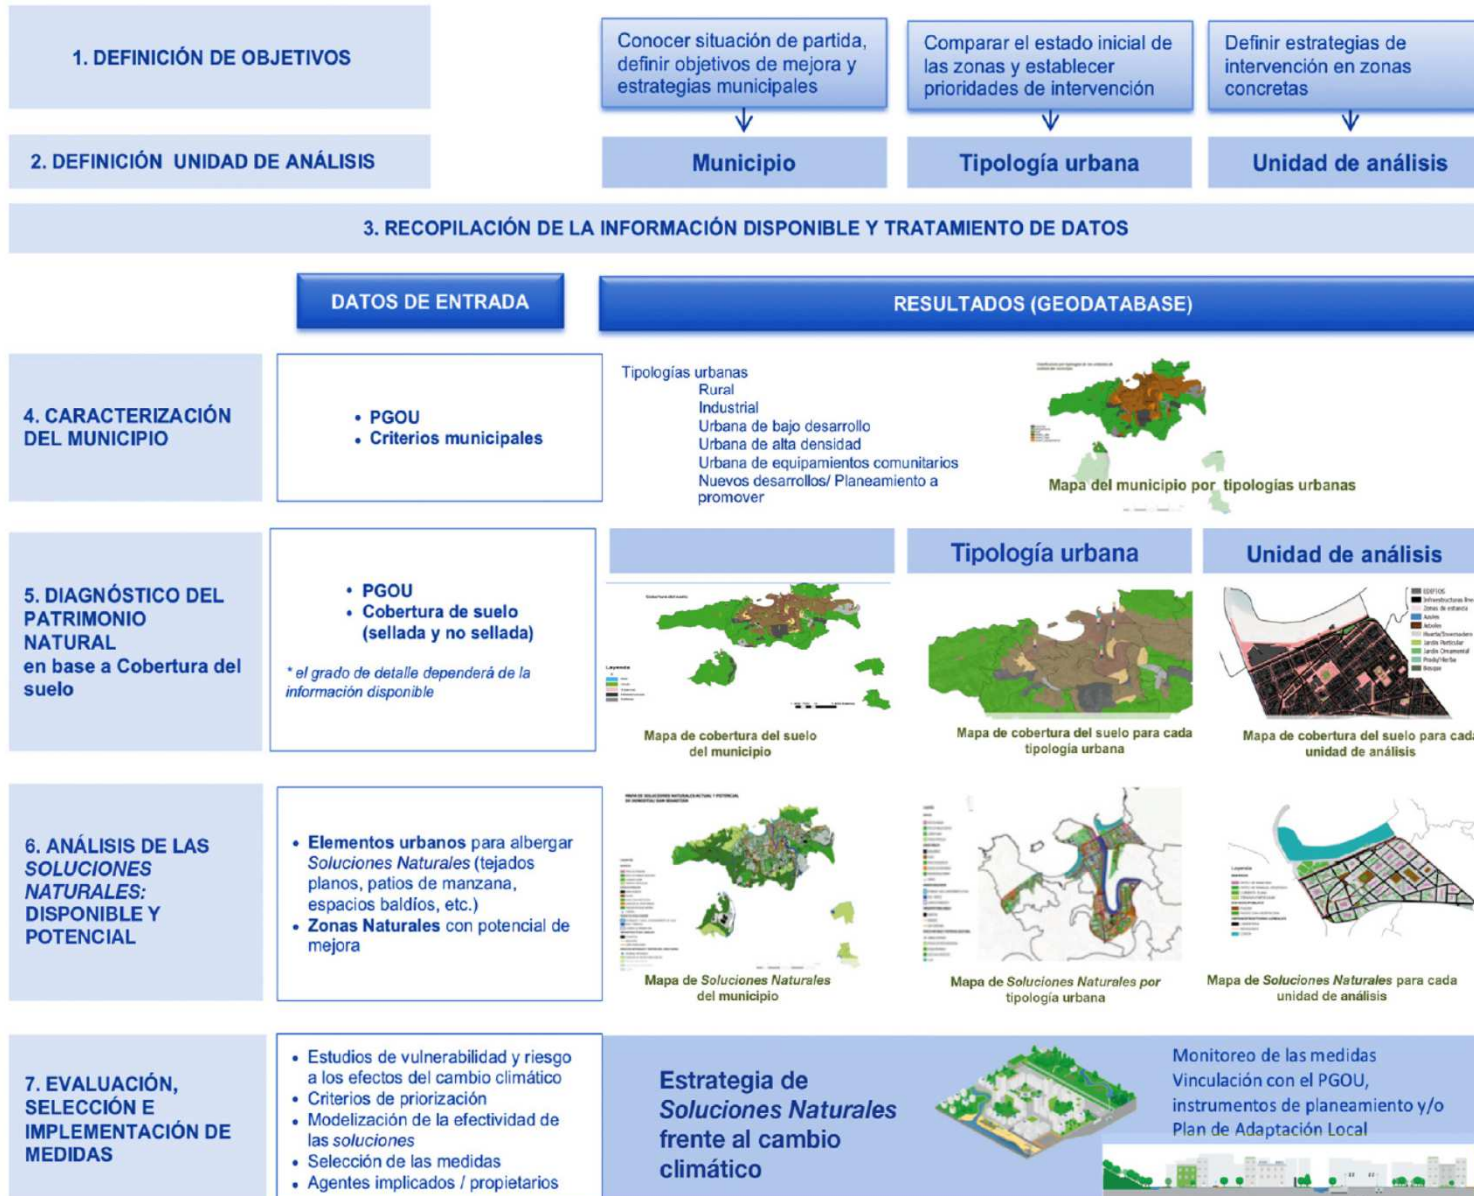 1. DEFINICIÓN DE OBJETIVOS
Conocer situación de partida,
definir objetivos de mejora y
estrategias municipales
Comparar el estado inicial de
las zonas y establecer
prioridades de intervención
Definir estrategias de
intervención en zonas
concretas
2. DEFINICIÓN UNIDAD DE ANÁLISIS
Municipio
Tipología urbana
Unidad de análisis
3. RECOPILACIÓN DE LA INFORMACIÓN DISPONIBLE Y TRATAMIENTO DE DATOS
DATOS DE ENTRADA
RESULTADOS (GEODATABASE)
4. CARACTERIZACIÓN
DEL MUNICIPIO
• PGOU
• Criterios municipales
Tipologías urbanas
Rural
Industrial
Urbana de bajo desarrollo
Urbana de alta densidad
Urbana de equipamientos comunitarios
Nuevos desarrollos/ Planeamiento a
promover
Mapa del municipio por tipologías urbanas
5. DIAGNÓSTICO DEL
PATRIMONIO
NATURAL
en base a Cobertura del
suelo
• PGOU
• Cobertura de suelo
(sellada y no sellada)
* el grado de detalle dependerá de la
información disponible
Tipología urbana
Unidad de análisis
Leyenda
Mapa de cobertura del suelo
del municipio
Mapa de cobertura del suelo para cada
tipología urbana
Zonas de estancia
Jardín Particular
Jardín Ornamental
Bosque
Mapa de cobertura del suelo para cada
unidad de análisis
6. ANÁLISIS DE LAS
SOLUCIONES
NATURALES:
DISPONIBLE Y
POTENCIAL
• Elementos urbanos para albergar
Soluciones Naturales (tejados
planos, patios de manzana,
espacios baldíos, etc.)
• Zonas Naturales con potencial de
mejora
Mapa de Soluciones Naturales
del municipio
Mapa de Soluciones Naturales por
tipología urbana
Leyenda
Mapa de Soluciones Naturales para cada
unidad de análisis
7. EVALUACIÓN,
SELECCIÓN E
IMPLEMENTACIÓN DE
MEDIDAS
• Estudios de vulnerabilidad y riesgo
a los efectos del cambio climático
• Criterios de priorización
• Modelización de la efectividad de
las soluciones
• Selección de las medidas
• Agentes implicados / propietarios
Estrategia de
Soluciones Naturales
frente al cambio
climático
Monitoreo de las medidas
Vinculación con el PGOU,
instrumentos de planeamiento y/o
Plan de Adaptación Local